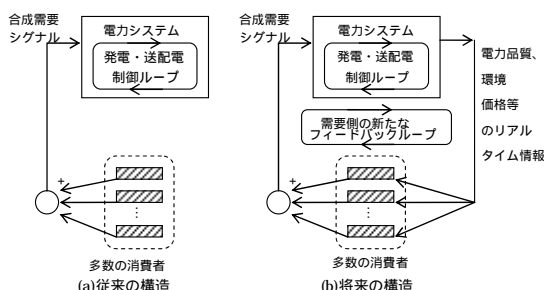 合成需要
シグナル
電力システム
発電・送配電
制御ループ
+
⋮
多数の消費者
(a)従来の構造
合成需要
シグナル
電力システム
発電・送配電
制御ループ
需要側の新たな
フィードバックループ
電力品質、
環境
価格等
のリアル
タイム情報
+
⋮
多数の消費者
(b)将来の構造